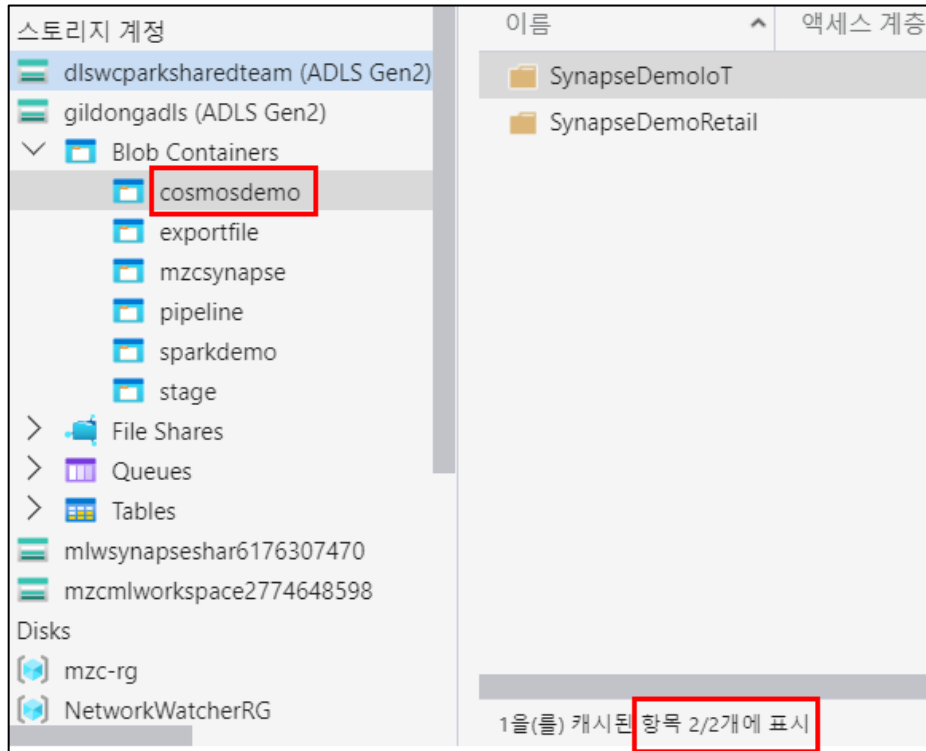 스토리지 계정
dlswcparksharedteam (ADLS Gen2)
gildongadls (ADLS Gen2)
Blob Containers
cosmosdemo
exportfile
mzcsynapse
pipeline
sparkdemo
stage
File Shares
Queues
Tables
mlwsynapseshar6176307470
mzcmlworkspace2774648598
Disks
mzc-rg
NetworkWatcherRG
이름 액세스 계층
SynapseDemoIoT
SynapseDemoRetail
1을(를) 캐시된 항목 2/2개에 표시